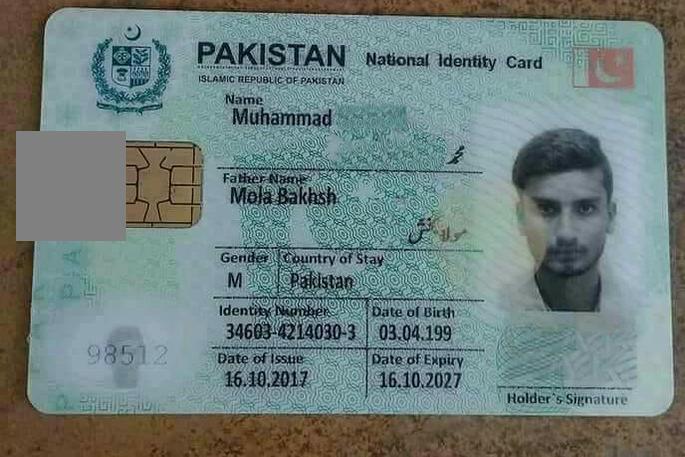 PAKISTAN National Identity Card
ISLAMIC REPUBLIC OF PAKISTAN
Name
Muhammad
محمد
Father Name
Mola Bakhsh
مولا بخش
Gender Country of Stay
M Pakistan
Identity Number Date of Birth
34603-4214030-3 03.04.199
Date of Issue Date of Expiry
16.10.2017 16.10.2027
98512
Holder's Signature